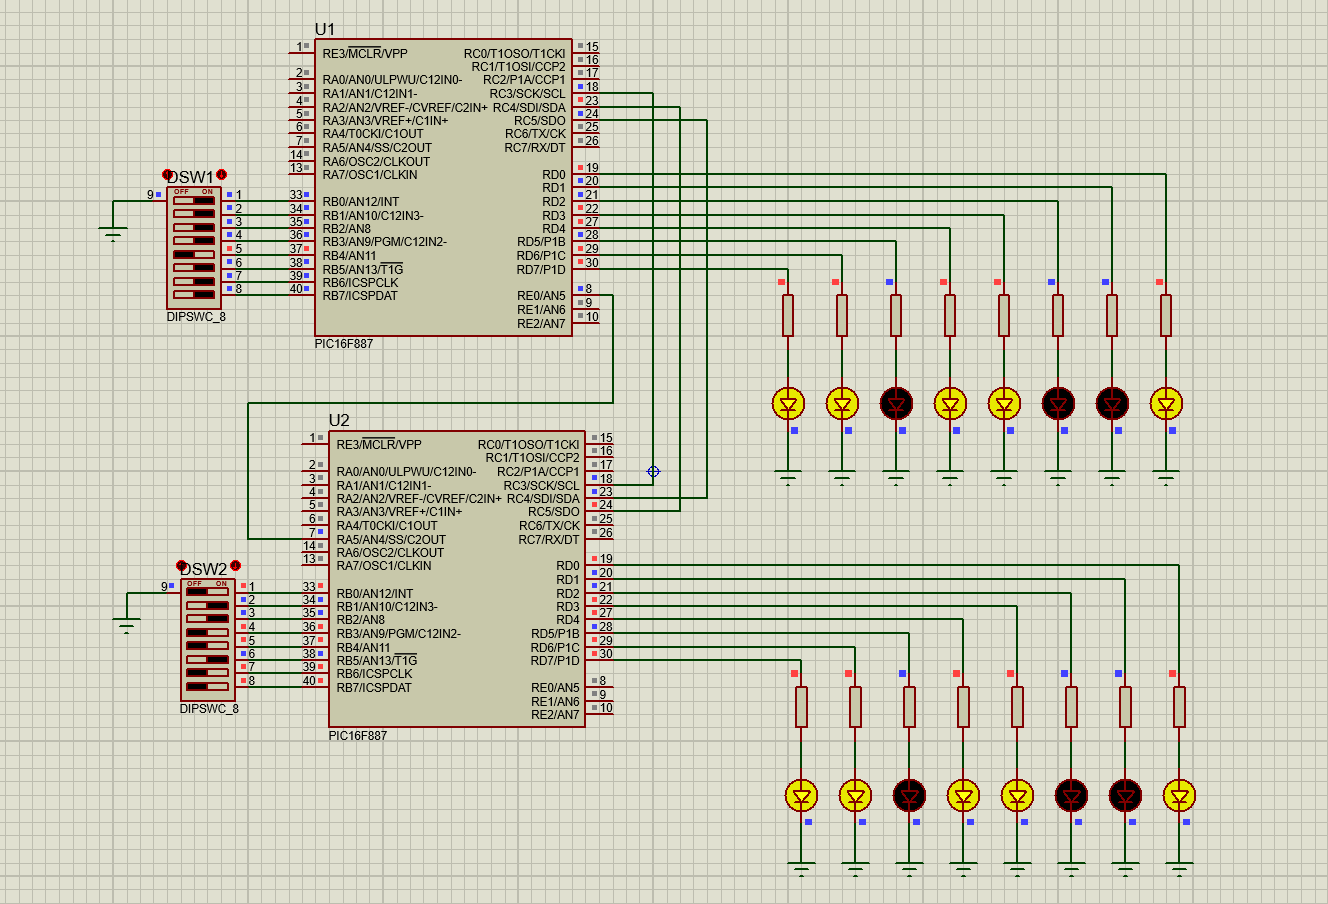 U1
1 RE3/MCLR/VPP RC0/T1OSO/T1CKI 15
RC1/T1OSI/CCP2 16
2 RA0/AN0/ULPWU/C12IN0- RC2/P1A/CCP1 17
3 RA1/AN1/C12IN1- RC3/SCK/SCL 18
4 RA2/AN2/VREF-/CVREF/C2IN+ RC4/SDI/SDA 23
5 RA3/AN3/VREF+/C1IN+ RC5/SDO 24
6 RA4/T0CKI/C1OUT RC6/TX/CK 25
7 RA5/AN4/SS/C2OUT RC7/RX/DT 26
14 RA6/OSC2/CLKOUT
13 RA7/OSC1/CLKIN RD0 19
DSW1
RD1 20
OFF ON
9 1 33 RB0/AN12/INT RD2 21
2 34 RB1/AN10/C12IN3- RD3 22
3 35 RB2/AN8 RD4 27
4 36 RB3/AN9/PGM/C12IN2- RD5/P1B 28
5 37 RB4/AN11 RD6/P1C 29
6 38 RB5/AN13/T1G RD7/P1D 30
7 39 RB6/ICSPCLK
8 40 RB7/ICSPDAT RE0/AN5 8
RE1/AN6 9
DIPSWC_8
RE2/AN7 10
PIC16F887
U2
1 RE3/MCLR/VPP RC0/T1OSO/T1CKI 15
RC1/T1OSI/CCP2 16
2 RA0/AN0/ULPWU/C12IN0- RC2/P1A/CCP1 17
3 RA1/AN1/C12IN1- RC3/SCK/SCL 18
4 RA2/AN2/VREF-/CVREF/C2IN+ RC4/SDI/SDA 23
5 RA3/AN3/VREF+/C1IN+ RC5/SDO 24
6 RA4/T0CKI/C1OUT RC6/TX/CK 25
7 RA5/AN4/SS/C2OUT RC7/RX/DT 26
14 RA6/OSC2/CLKOUT
13 RA7/OSC1/CLKIN RD0 19
DSW2
RD1 20
OFF ON
9 1 33 RB0/AN12/INT RD2 21
2 34 RB1/AN10/C12IN3- RD3 22
3 35 RB2/AN8 RD4 27
4 36 RB3/AN9/PGM/C12IN2- RD5/P1B 28
5 37 RB4/AN11 RD6/P1C 29
6 38 RB5/AN13/T1G RD7/P1D 30
7 39 RB6/ICSPCLK
8 40 RB7/ICSPDAT RE0/AN5 8
RE1/AN6 9
DIPSWC_8
RE2/AN7 10
PIC16F887